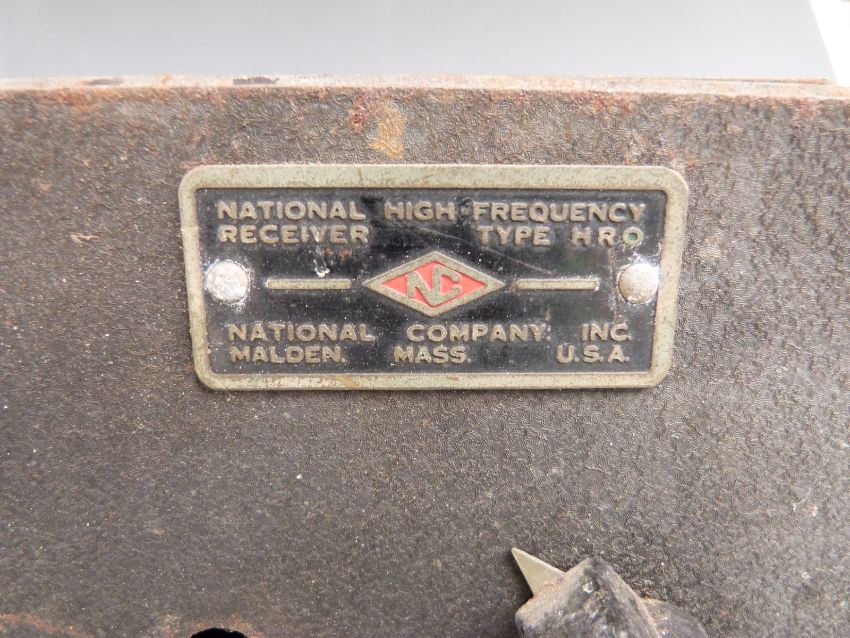 NATIONAL HIGH-FREQUENCY
RECEIVER TYPE HRO
NC
NATIONAL COMPANY, INC.
MALDEN, MASS. U.S.A.